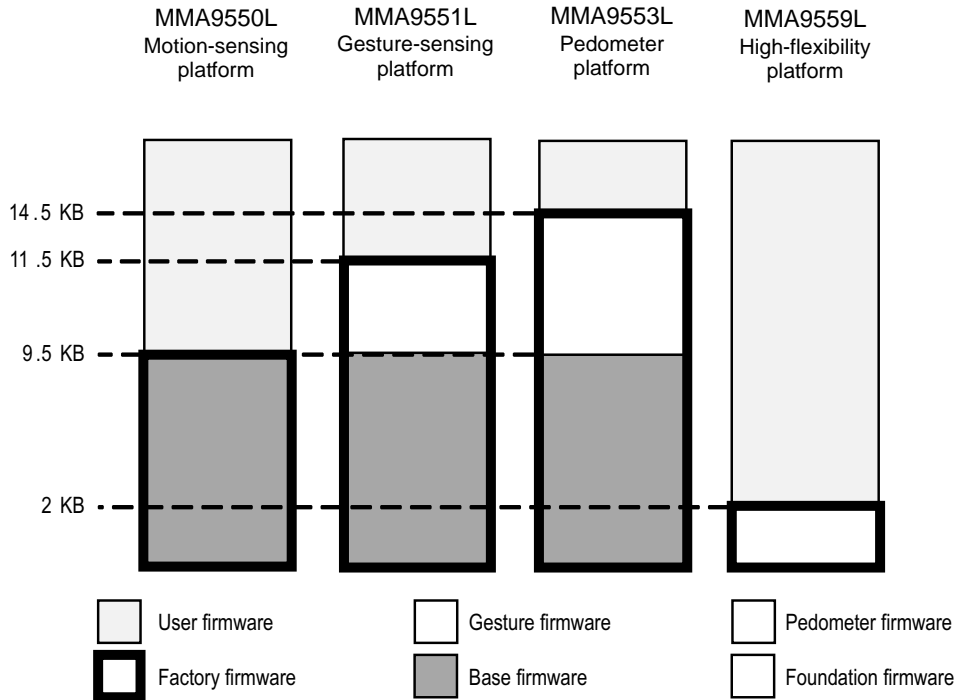 MMA9550L
Motion-sensing
platform
MMA9551L
Gesture-sensing
platform
MMA9553L
Pedometer
platform
MMA9559L
High-flexibility
platform
14.5 KB
11.5 KB
9.5 KB
2 KB
User firmware
Gesture firmware
Pedometer firmware
Factory firmware
Base firmware
Foundation firmware